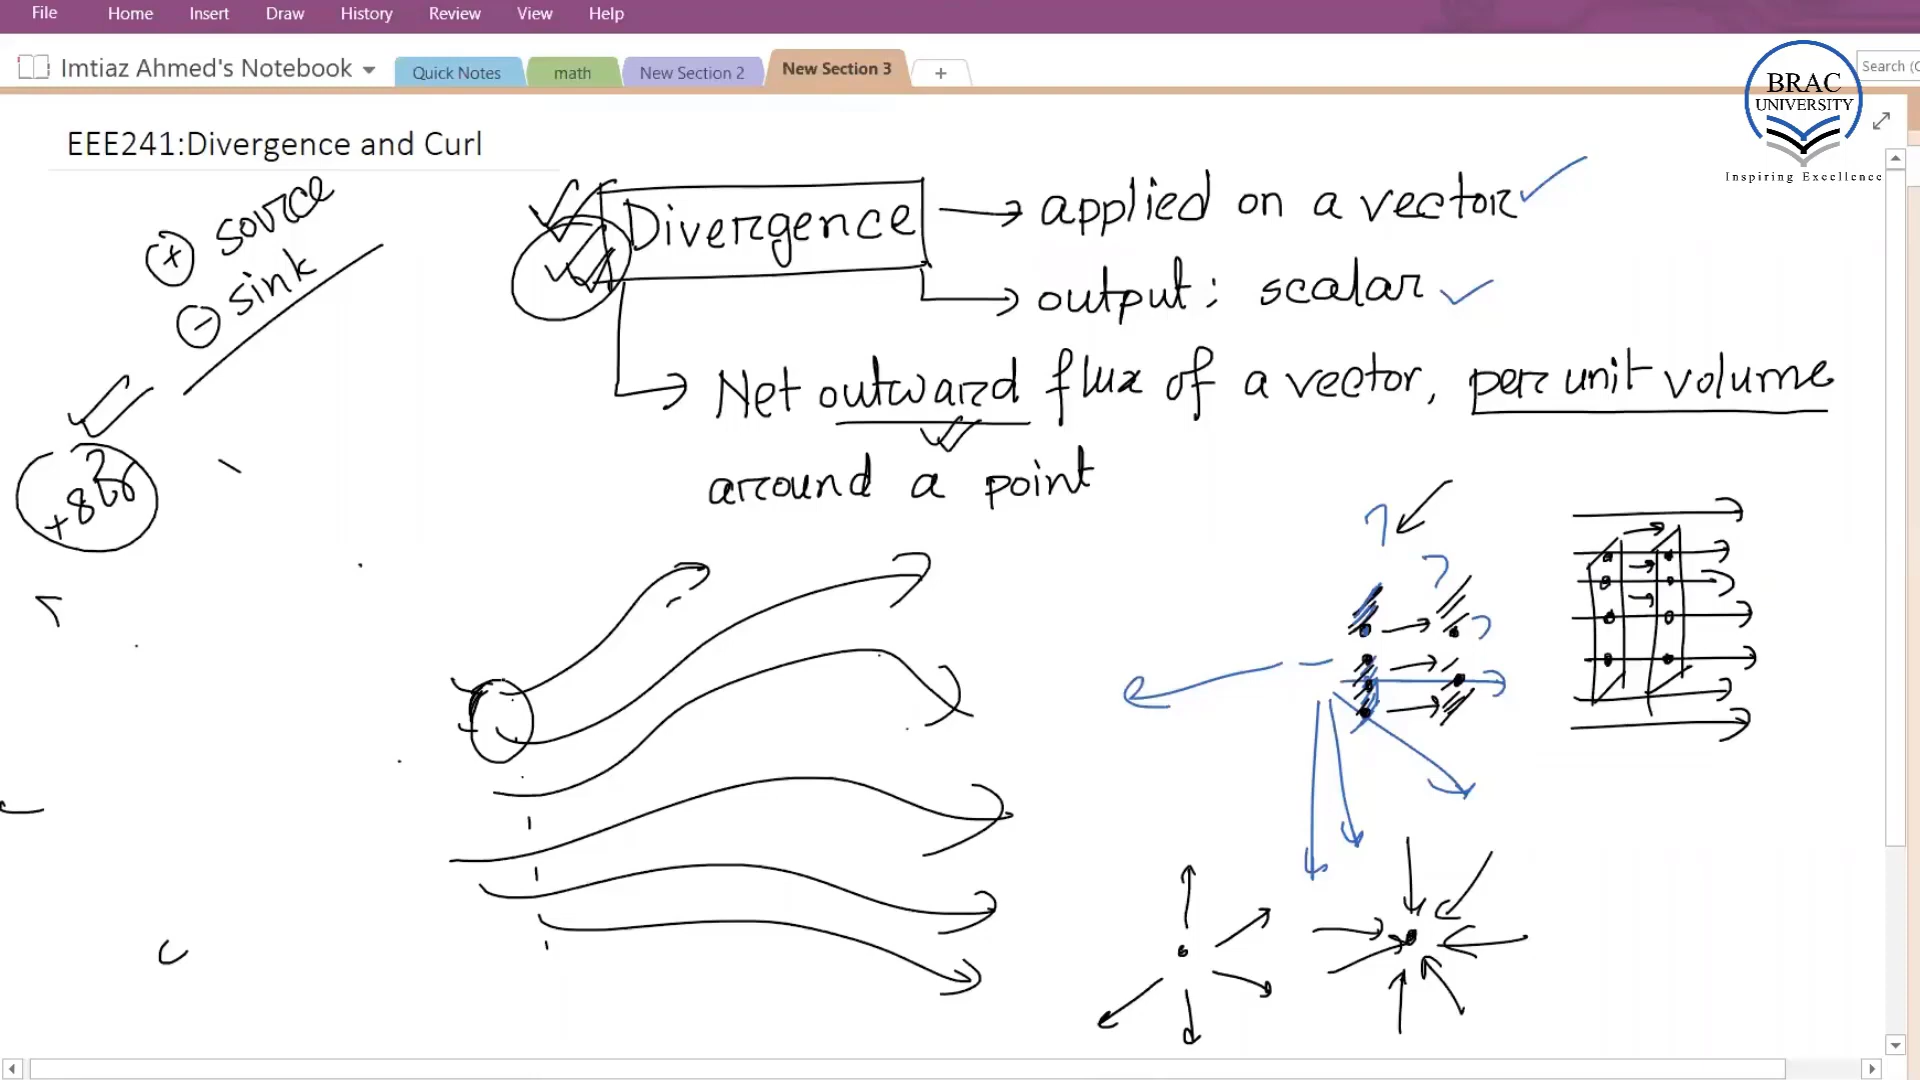 File Home Insert Draw History Review View Help
Imtiaz Ahmed's Notebook Quick Notes math New Section 2 New Section 3 +
Search (C
BRAC
UNIVERSITY
Inspiring Excellence
EEE241:Divergence and Curl
+ source
- sink
Divergence → applied on a vector
→ output: scalar
→ Net outward flux of a vector, per unit volume
around a point